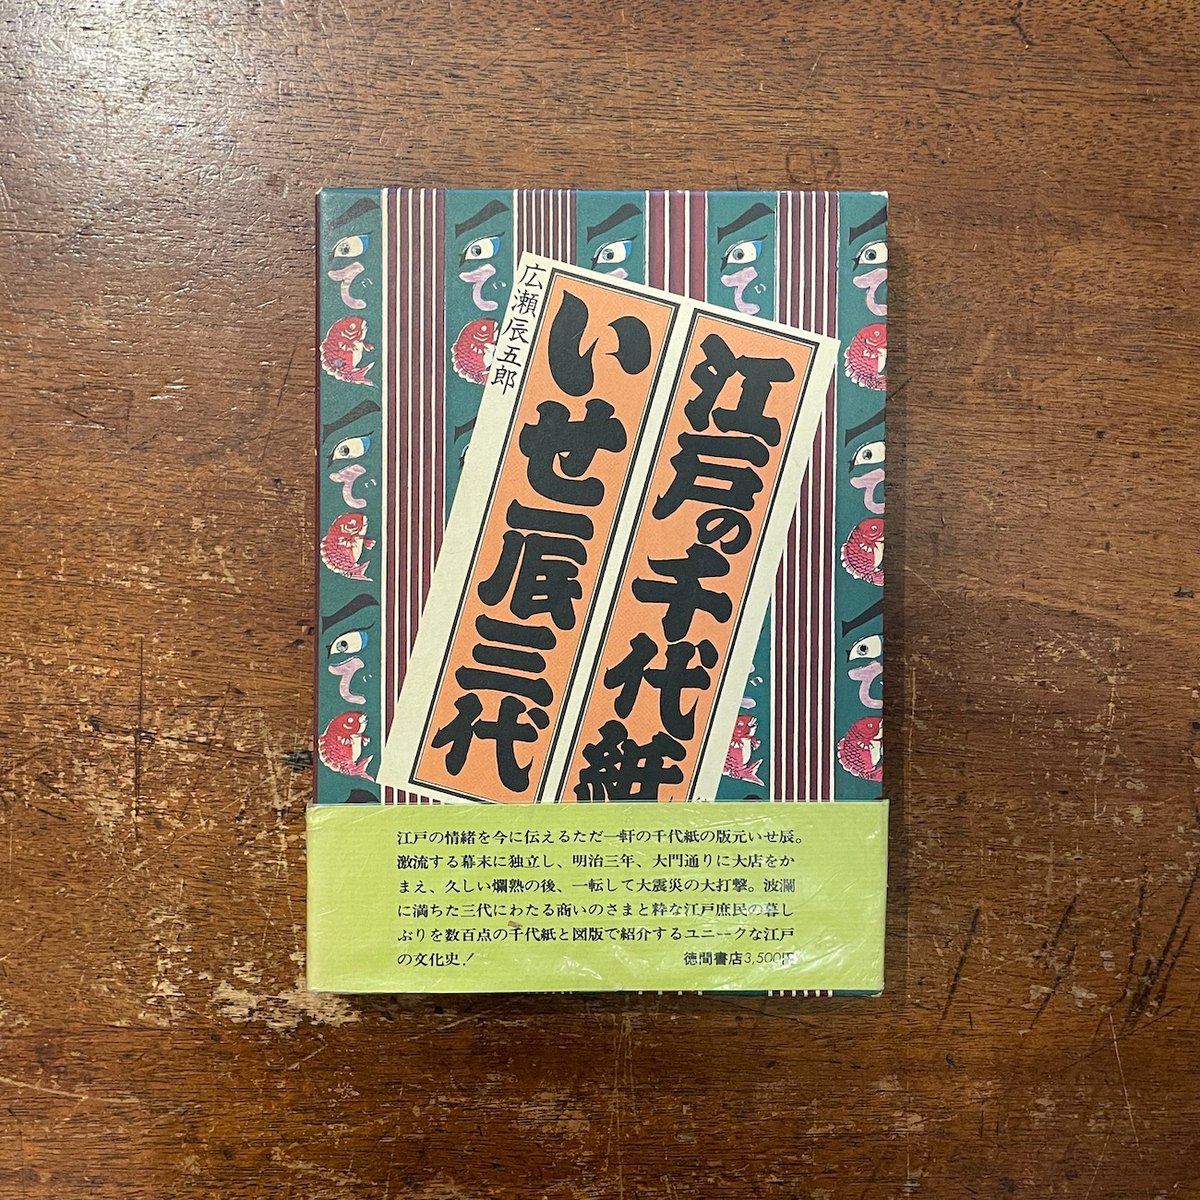 江戸の千代紙
いせ辰三代
広瀬辰五郎
江戸の情緒を今に伝えるただ一軒の千代紙の版元いせ辰。
激流する幕末に独立し、明治三年、大門通りに大店をか
まえ、久しい爛熟の後、一転して大震災の大打撃。波瀾
に満ちた三代にわたる商いのさまと粋な江戸庶民の暮し
ぶりを数百点の千代紙と図版で紹介するユニークな江戸
の文化史！
徳間書店3,500円